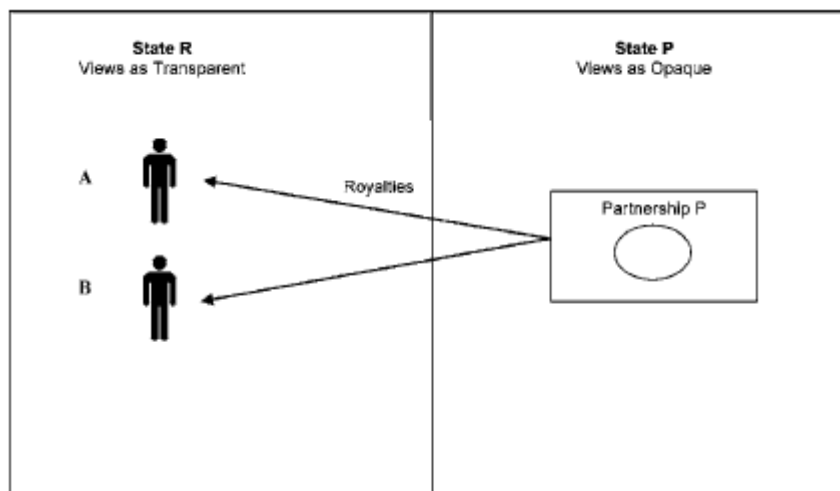 State R
Views as Transparent
State P
Views as Opaque
A
Royalties
Partnership P
B